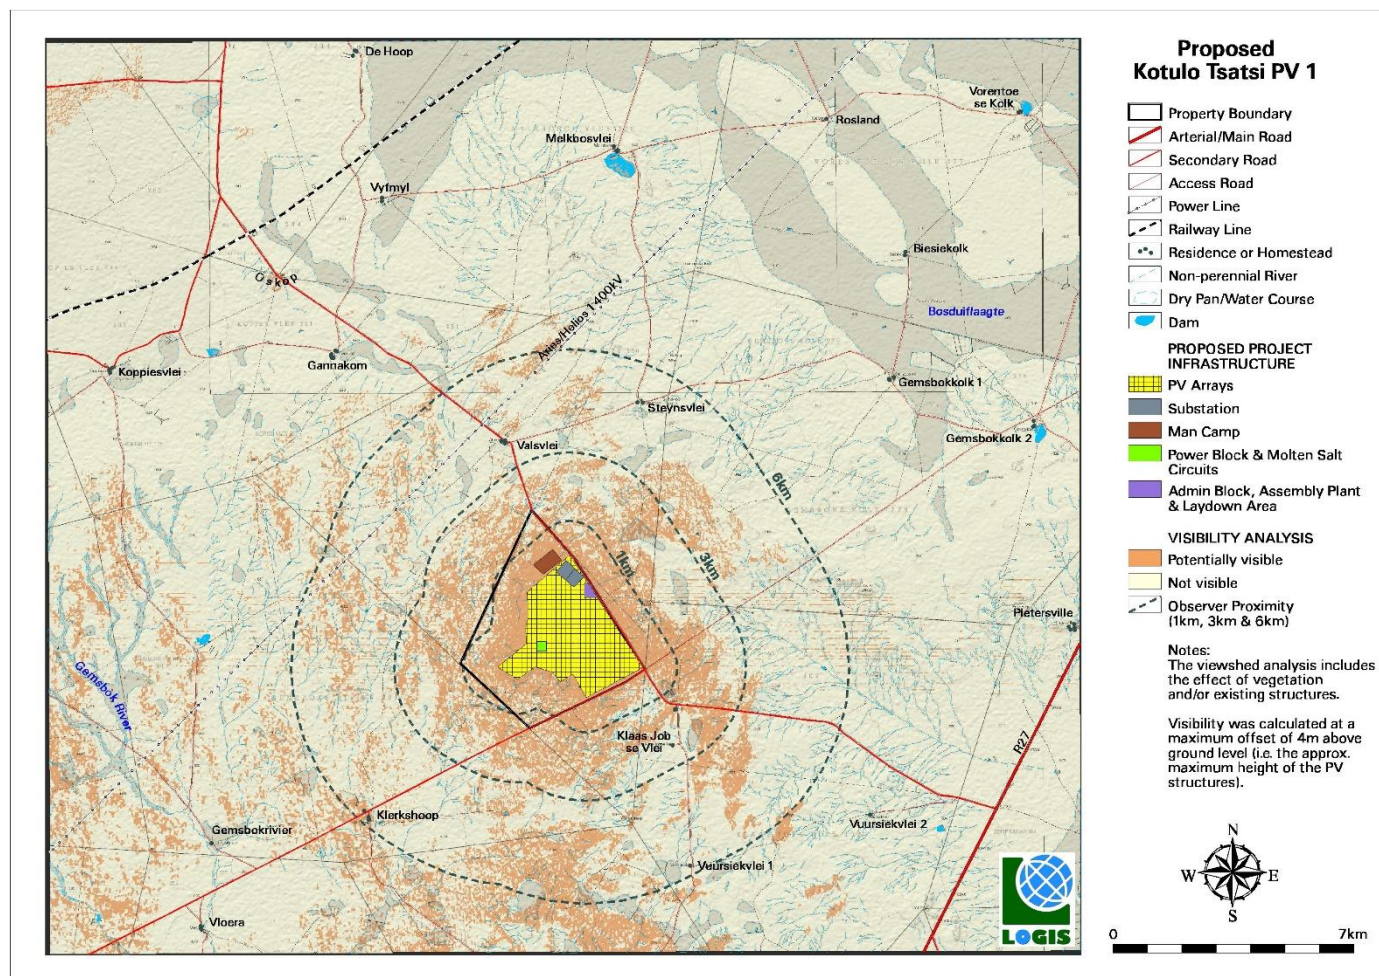 Proposed
Kotulo Tsatsi PV 1
Property Boundary
Arterial/Main Road
Secondary Road
Access Road
Power Line
Railway Line
Residence or Homestead
Non-perennial River
Dry Pan/Water Course
Dam
PROPOSED PROJECT
INFRASTRUCTURE
PV Arrays
Substation
Man Camp
Power Block & Molten Salt
Circuits
Admin Block, Assembly Plant
& Laydown Area
VISIBILITY ANALYSIS
Potentially visible
Not visible
Observer Proximity
(1km, 3km & 6km)
Notes:
The viewshed analysis includes
the effect of vegetation
and/or existing structures.
Visibility was calculated at a
maximum offset of 4m above
ground level (i.e. the approx.
maximum height of the PV
structures).
N
W
E
S
0
7km
De Hoop
Vorentoe
se Kolk
Rosland
Melkbosvlei
Vyfmyl
Biesiekolk
Oskop
Bosduiflaagte
Aries/Helios 1 400kV
Koppiesvlei
Gannakom
Gemsbokkolk 1
Steynsvlei
Valsvlei
Gemsbokkolk 2
6km
3km
1km
Pietersville
Gemsbok River
Klaas Job
se Vlei
R27
Klerkshoop
Gemsbokrivier
Vuursiekvlei 2
Vuursiekvlei 1
Vloera
LOGIS